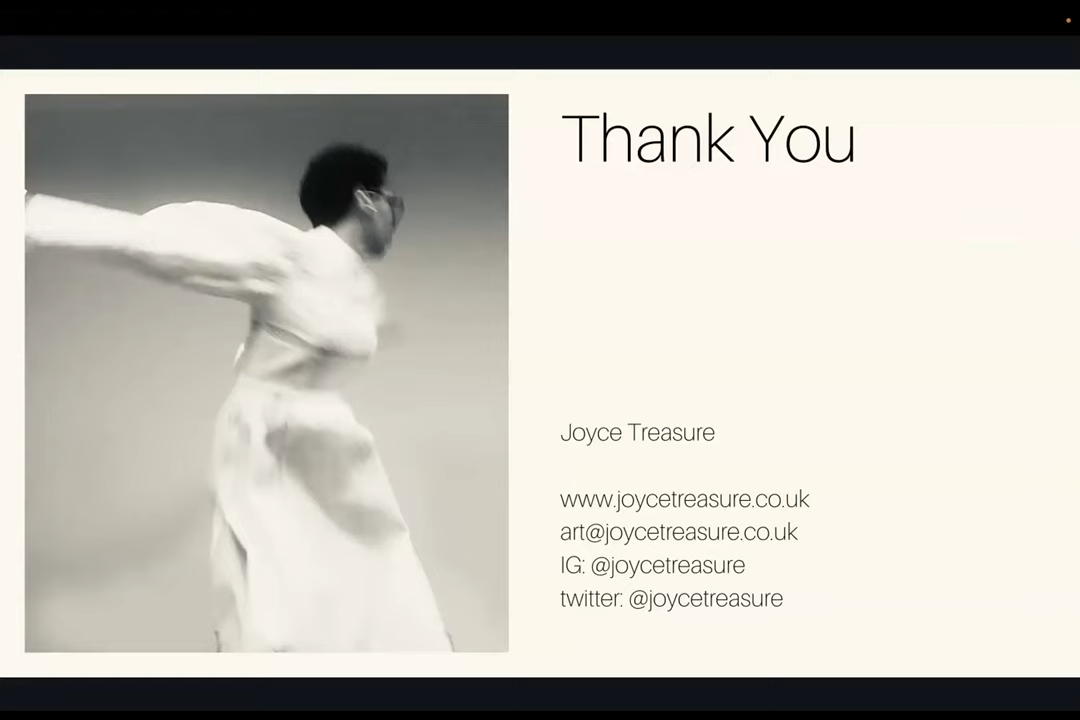 Thank You
Joyce Treasure
www.joycetreasure.co.uk
art@joycetreasure.co.uk
IG: @joycetreasure
twitter: @joycetreasure